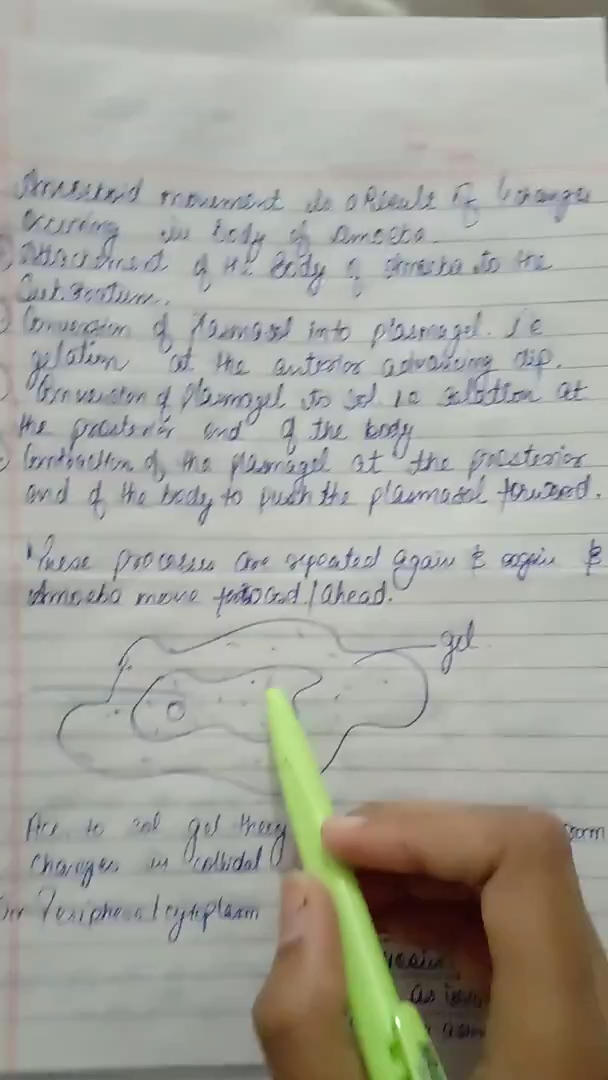 movement is a Result of 4 changes
occuring in body of Amoeba.
Attachment of the Body of Amoeba to the
Substratum.
Conversion of Plasmasol into plasmagel. i.e
gelation at the anterior advancing tip.
Conversion of Plasmagel to sol i.e solation at
the posterior end of the body
Contraction of the plasmagel at the posterior
end of the body to push the plasmasol forward.
These processes are repeated again & again &
Amoeba move forward/ahead.
gel
Acc to sol gel theory
changes in colloidal
Peripheral cytoplasm